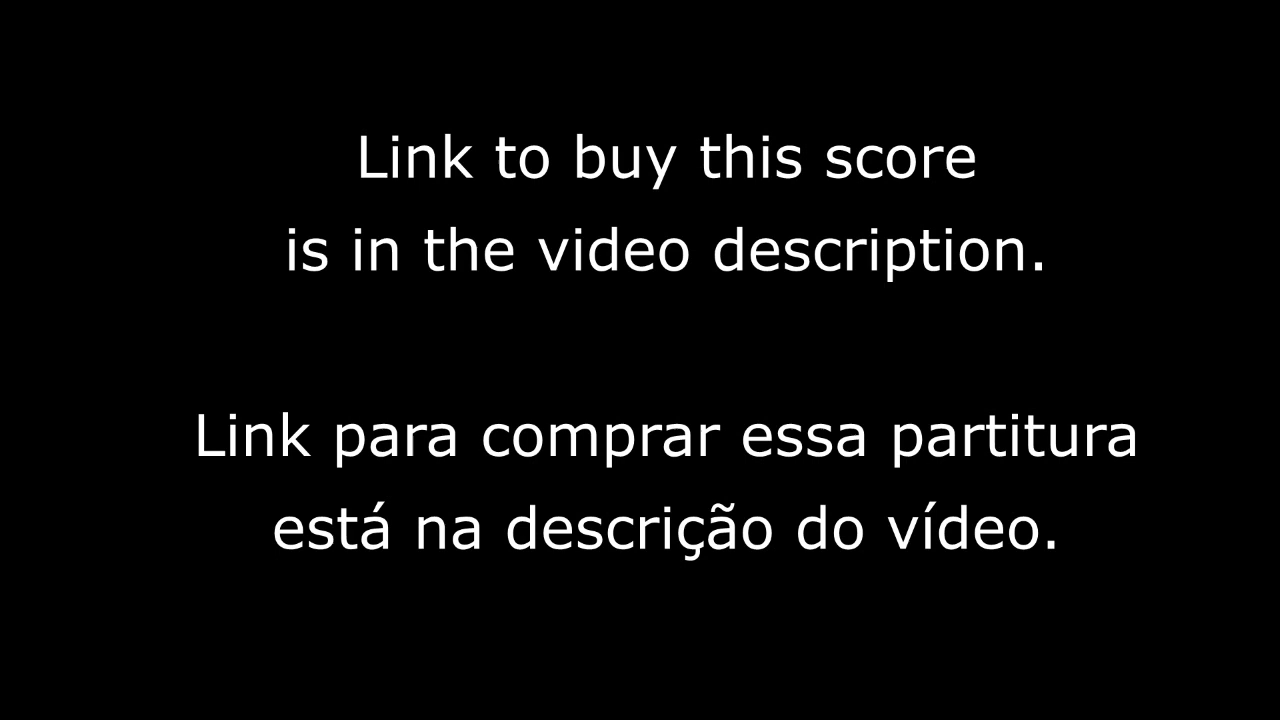 Link to buy this score
is in the video description.
Link para comprar essa partitura
está na descrição do vídeo.